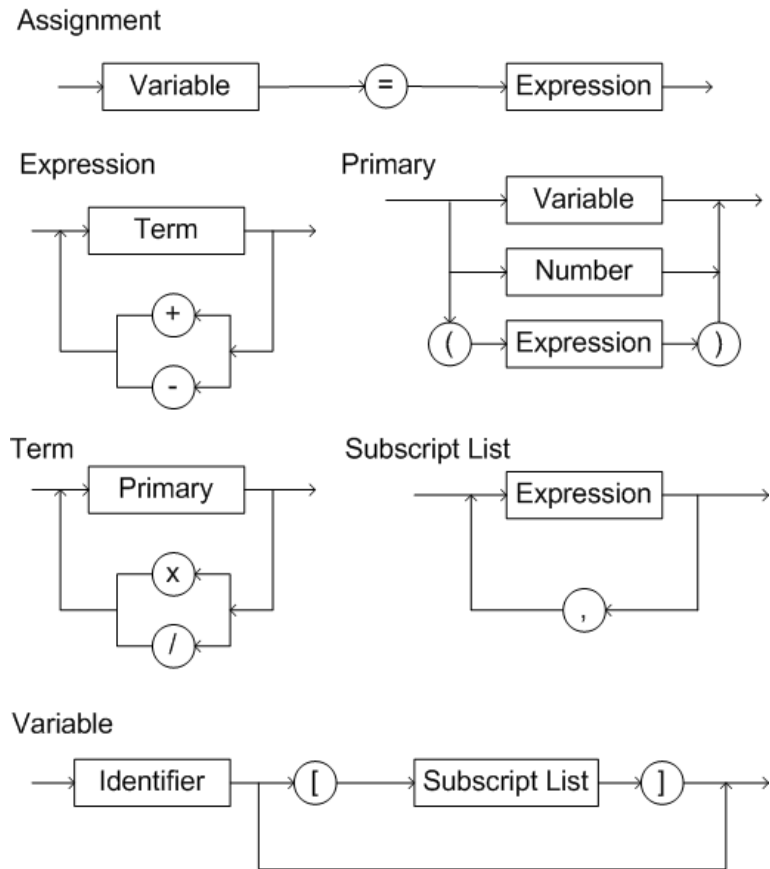 Assignment
Variable = Expression
Expression
Term
+
-
Primary
Variable
Number
( Expression )
Term
Primary
x
/
Subscript List
Expression
,
Variable
Identifier [ Subscript List ]